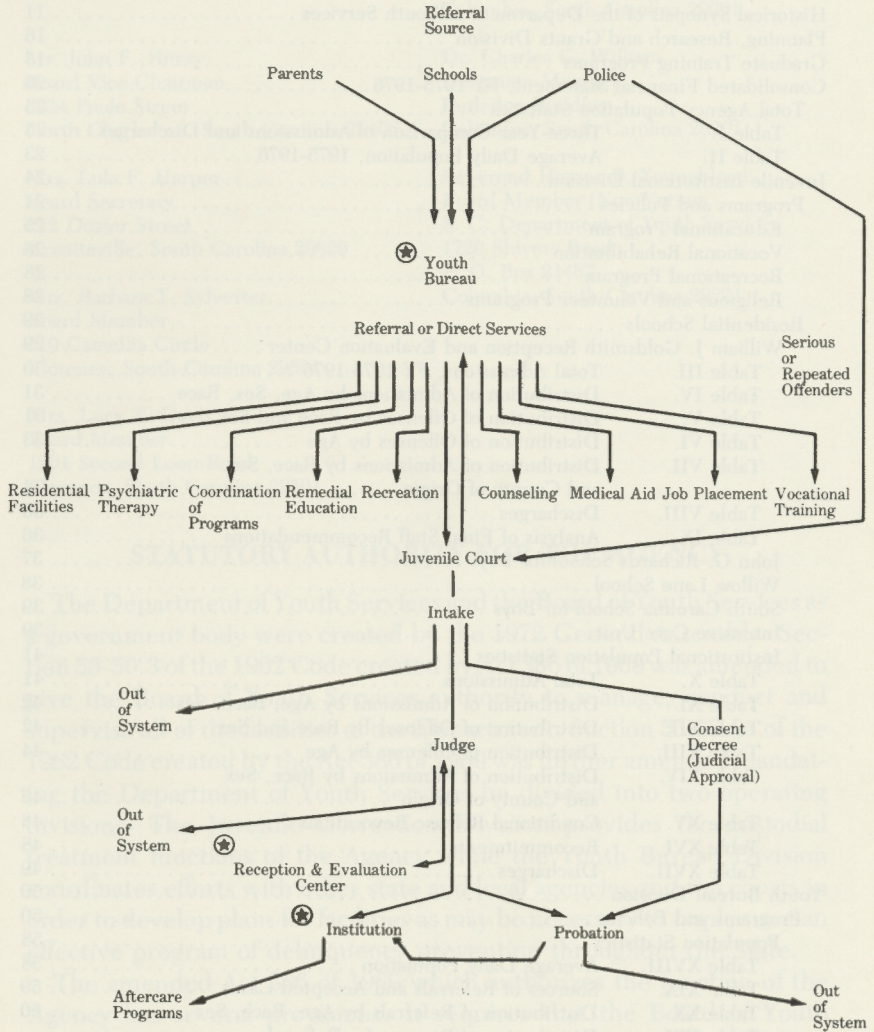 Referral
Source
Parents
Schools
Police
Youth
Bureau
Referral or Direct Services
Serious
or
Repeated
Offenders
Residential
Facilities
Psychiatric
Therapy
Coordination
of
Programs
Remedial
Education
Recreation
Counseling
Medical Aid
Job Placement
Vocational
Training
Juvenile Court
Intake
Out
of
System
Judge
Consent
Decree
(Judicial
Approval)
Out
of
System
Reception & Evaluation
Center
Institution
Probation
Aftercare
Programs
Out
of
System